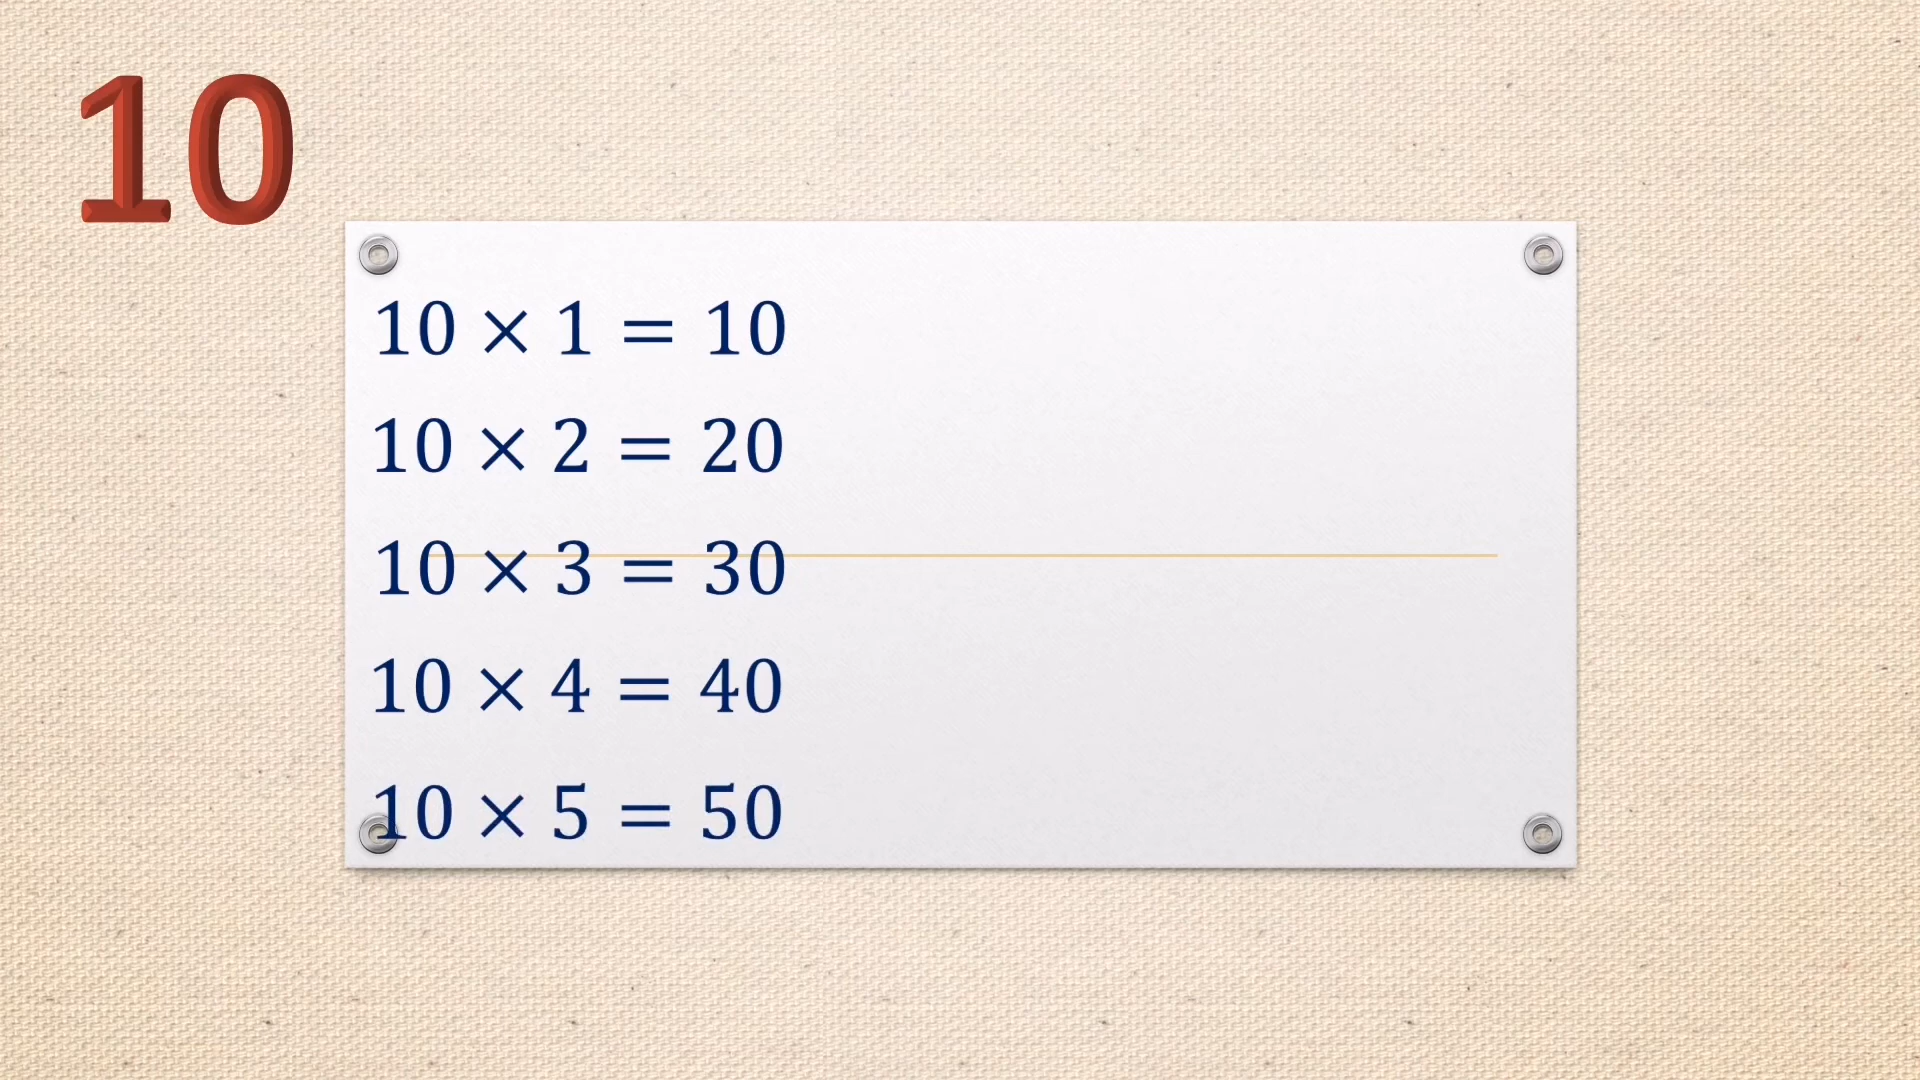 10
10 × 1 = 10
10 × 2 = 20
10 × 3 = 30
10 × 4 = 40
10 × 5 = 50